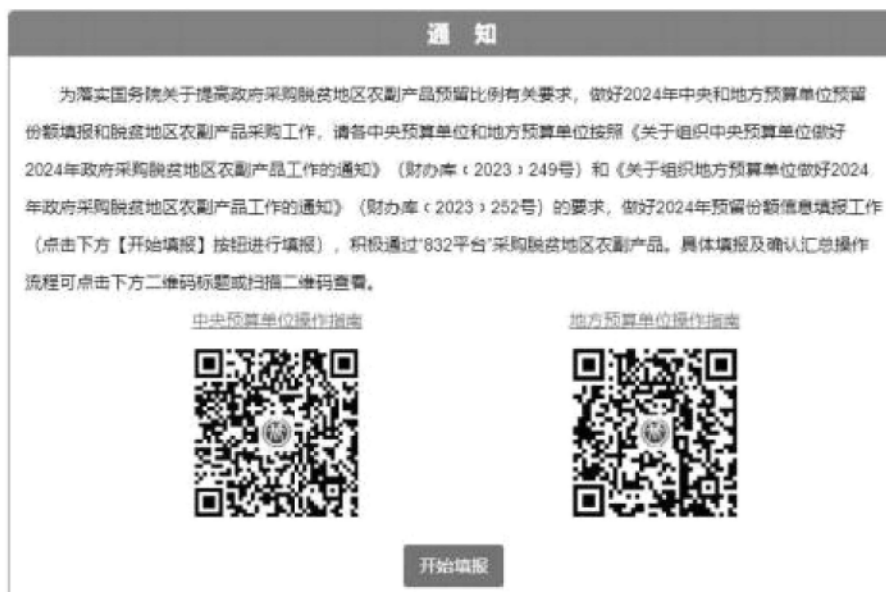 通 知
为落实国务院关于提高政府采购脱贫地区农副产品预留比例有关要求，做好2024年中央和地方预算单位预留
份额填报和脱贫地区农副产品采购工作，请各中央预算单位和地方预算单位按照《关于组织中央预算单位做好
2024年政府采购脱贫地区农副产品工作的通知》（财办库〔2023〕249号）和《关于组织地方预算单位做好2024
年政府采购脱贫地区农副产品工作的通知》（财办库〔2023〕252号）的要求，做好2024年预留份额信息填报工作
（点击下方【开始填报】按钮进行填报），积极通过“832平台”采购脱贫地区农副产品。具体填报及确认汇总操作
流程可点击下方二维码标题或扫描二维码查看。
中央预算单位操作指南
地方预算单位操作指南
开始填报